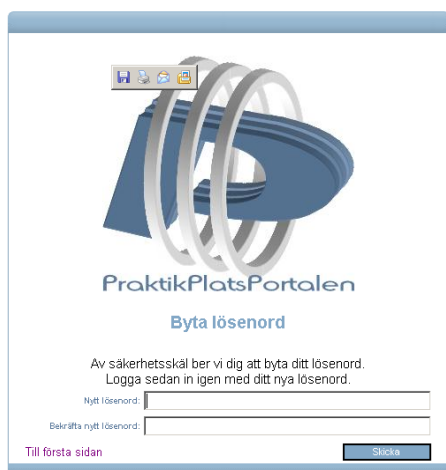 PraktikPlatsPortalen
Byta lösenord
Av säkerhetsskäl ber vi dig att byta ditt lösenord.
Logga sedan in igen med ditt nya lösenord.
Nytt lösenord:
Bekräfta nytt lösenord:
Till första sidan
Skicka